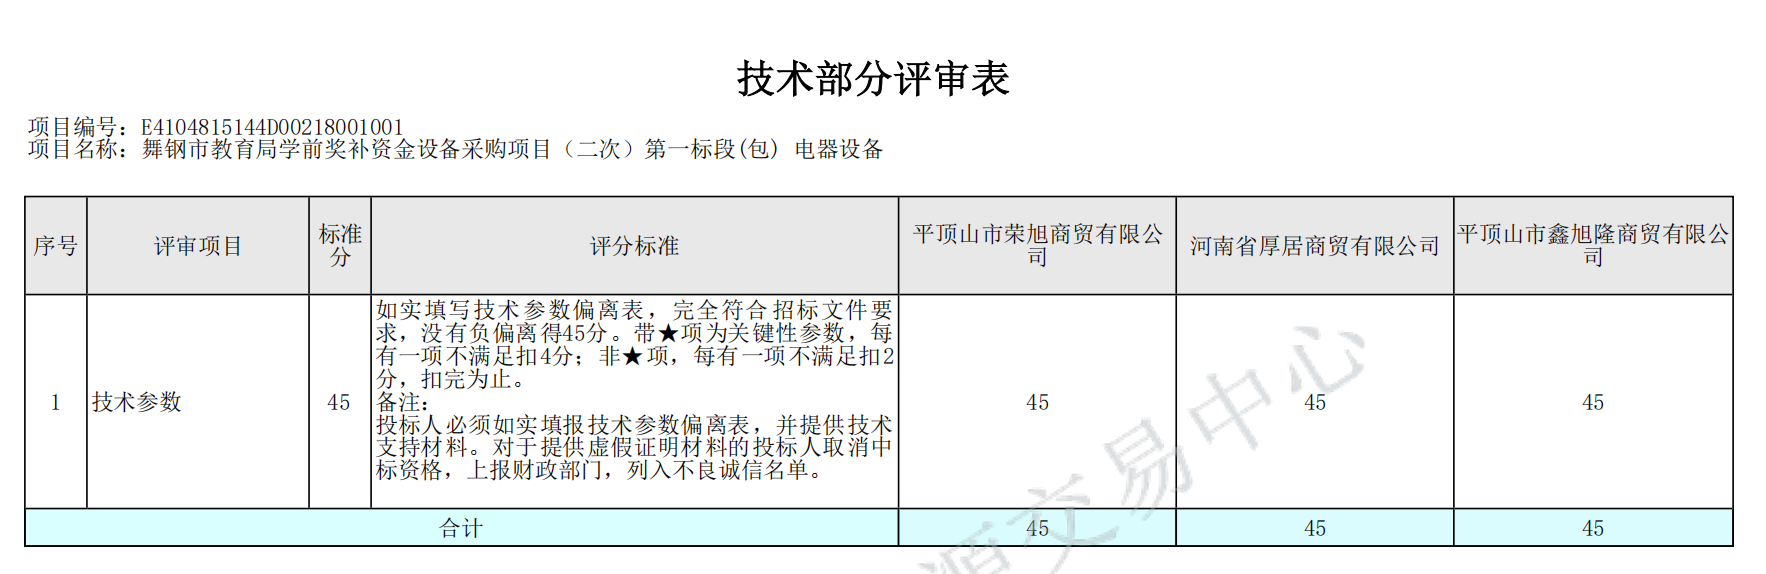 技术部分评审表
项目编号：E4104815144D00218001001
项目名称：舞钢市教育局学前奖补资金设备采购项目（二次）第一标段(包) 电器设备
序号
评审项目
标准
分
评分标准
平顶山市荣旭商贸有限公
司
河南省厚居商贸有限公司
平顶山市鑫旭隆商贸有限公
司
1
技术参数
45
如实填写技术参数偏离表，完全符合招标文件要
求，没有负偏离得45分。带★项为关键性参数，每
有一项不满足扣4分；非★项，每有一项不满足扣2
分，扣完为止。
备注：
投标人必须如实填报技术参数偏离表，并提供技术
支持材料。对于提供虚假证明材料的投标人取消中
标资格，上报财政部门，列入不良诚信名单。
45
45
45
合计
45
45
45
源交易中心